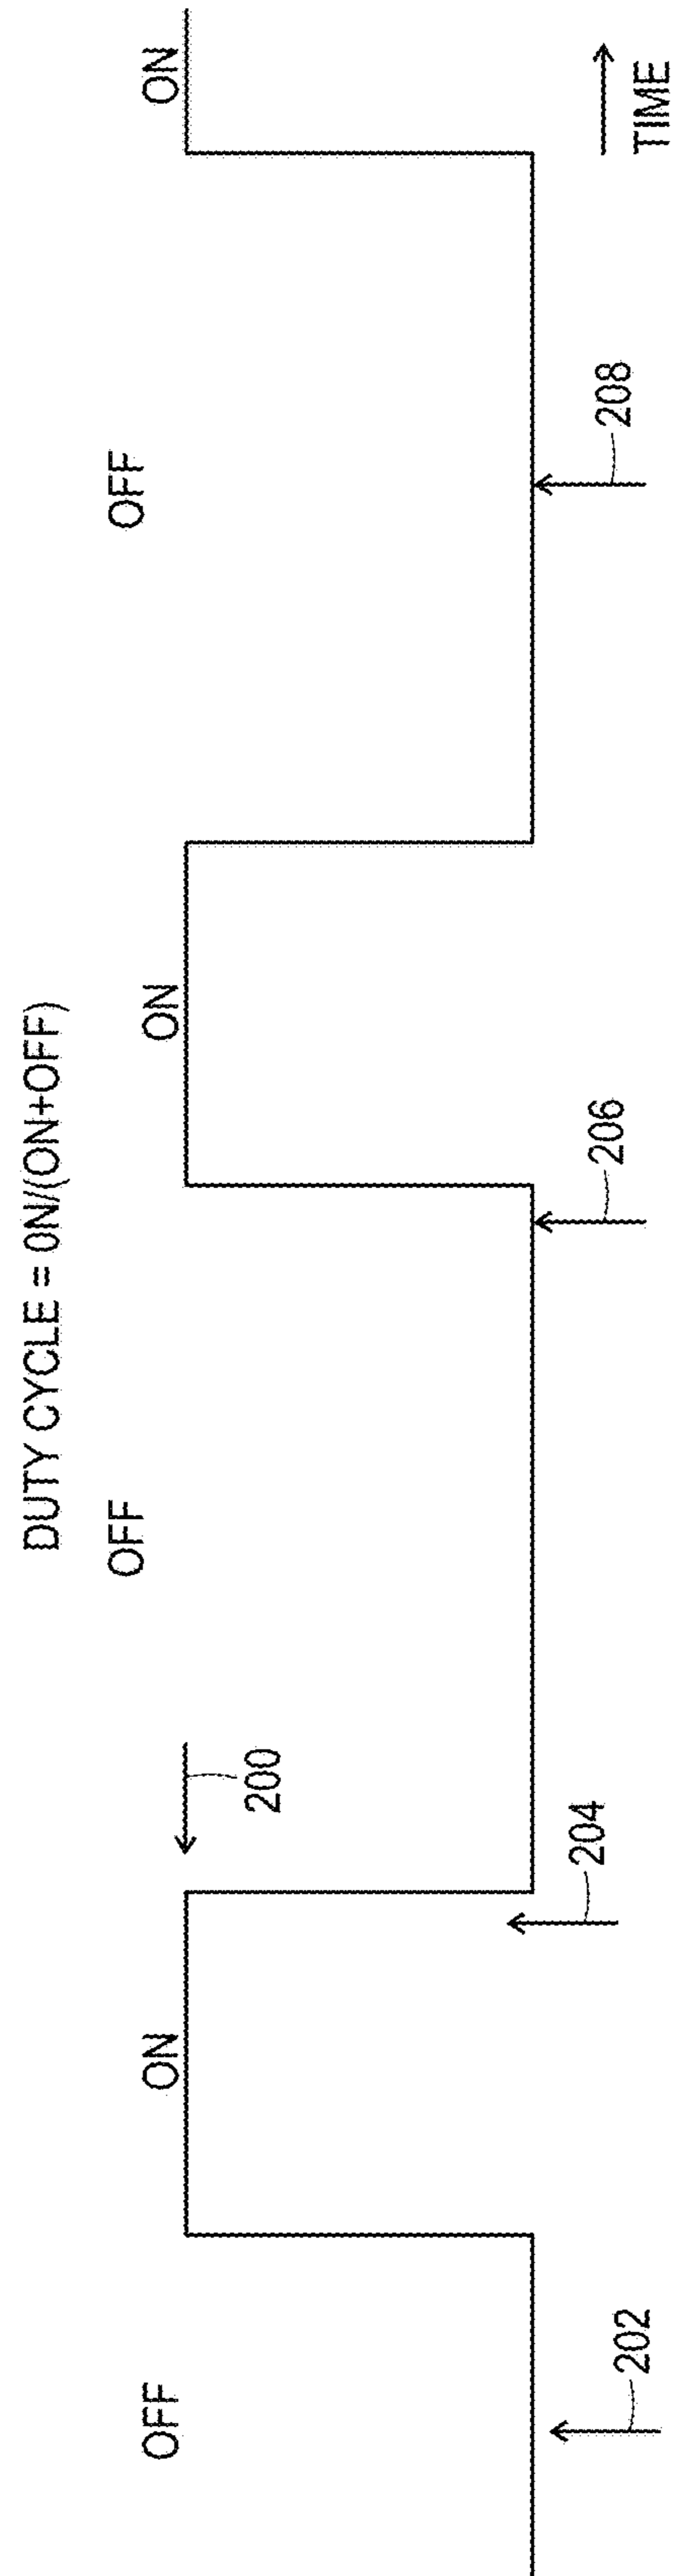 DUTY CYCLE = 0N/(ON+OFF)
OFF
ON
OFF
ON
OFF
ON
200
202
204
206
208
TIME